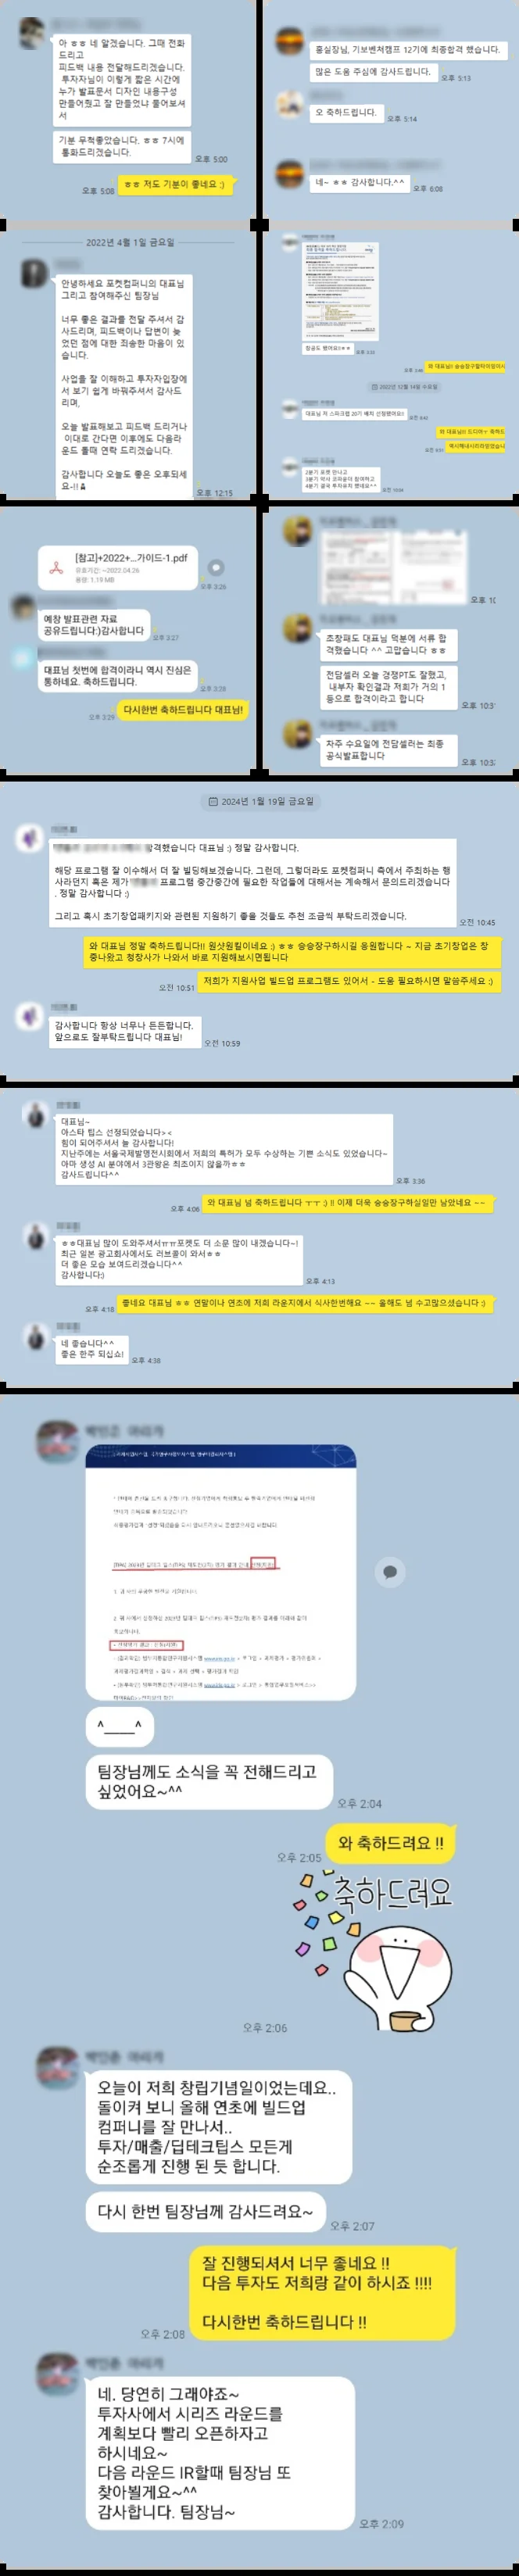 아 ㅎㅎ 네 알겠습니다. 그때 전화
드리고
피드백 내용 전달해드리겠습니다.
투자자님이 이렇게 짧은 시간에
누가 발표문서 디자인 내용구성
만들어줬고 잘 만들었냐 물어보셔
서
기분 무척좋았습니다. ㅎㅎ 7시에
통화드리겠습니다.
오후 5:00
오후 5:08
ㅎㅎ 저도 기분이 좋네요 :)
홍실장님, 기보벤처캠프 12기에 최종합격 했습니다.
많은 도움 주심에 감사드립니다.
오후 5:13
오 축하드립니다.
오후 5:14
네~ ㅎㅎ 감사합니다.^^
오후 6:08
2022년 4월 1일 금요일
안녕하세요 포켓컴퍼니의 대표님
그리고 참여해주신 팀장님
너무 좋은 결과를 전달 주셔서 감
사드리며, 피드백이나 답변이 늦
었던 점에 대한 죄송한 마음이 있
습니다.
사업을 잘 이해하고 투자자입장에
서 보기 쉽게 바꿔주셔서 감사드
리며,
오늘 발표해보고 피드백 드리거나
이대로 간다면 이후에도 다음라
운드 돌때 연락 드리겠습니다.
감사합니다 오늘도 좋은 오후되세
요~!!
오후 12:15
잠금도 됐어요!!ㅎㅎ
오후 3:33
2022년 12월 14일 수요일
대표님 저 스파크랩 20기 배치 선정됐어요!!
와 대표님!! 드디어ㅜ 축하드
2분기 포켓 만나고
3분기 박사 코파운더 참여하고
4분기 결국 투자유치 했네요^^
[참고]+2022+...가이드-1.pdf
유효기간: ~2022.04.26
용량: 1.19 MB
오후 3:26
예창 발표관련 자료
공유드립니다:)감사합니다
오후 3:27
대표님 첫번에 합격이라니 역시 진심은
통하네요. 축하드립니다.
오후 3:28
오후 3:29
다시한번 축하드립니다 대표님!
초창패도 대표님 덕분에 서류 합
격했습니다 ^^ 고맙습니다 ㅎㅎ
전담셀러 오늘 경쟁PT도 잘했고,
내부자 확인결과 저희가 거의 1
등으로 합격이라고 합니다
오후 10:3
차주 수요일에 전담셀러는 최종
공식발표합니다
오후 10:3
2024년 1월 19일 금요일
합격했습니다 대표님 :) 정말 감사합니다.
해당 프로그램 잘 이수해서 더 잘 빌딩해보겠습니다. 그런데, 그렇더라도 포켓컴퍼니 측에서 주최하는 행
사라던지 혹은 제가 프로그램 중간중간에 필요한 작업들에 대해서는 계속해서 문의드리겠습니다
. 정말 감사합니다 :)
그리고 혹시 초기창업패키지와 관련된 지원하기 좋을 것들도 추천 조금씩 부탁드리겠습니다.
오전 10:45
와 대표님 정말 축하드립니다!! 원샷원킬이네요 :) ㅎㅎ 승승장구하시길 응원합니다 ~ 지금 초기창업은 창
중나왔고 청창사가 나와서 바로 지원해보시면됩니다
오전 10:51
저희가 지원사업 빌드업 프로그램도 있어서 - 도움 필요하시면 말씀주세요 :)
감사합니다 항상 너무나 든든합니다.
앞으로도 잘부탁드립니다 대표님!
오전 10:59
대표님~
아스타 팁스 선정되었습니다><
힘이 되어주셔서 늘 감사합니다!
지난주에는 서울국제발명전시회에서 저희의 특허가 모두 수상하는 기쁜 소식도 있었습니다~
아마 생성 AI 분야에서 3관왕은 최초이지 않을까ㅎㅎ
감사드립니다^^
오후 3:36
오후 4:06
와 대표님 넘 축하드립니다 ㅜㅜ :) !! 이제 더욱 승승장구하실일만 남았네요 ~~
ㅎㅎ대표님 많이 도와주셔서ㅠㅠ포켓도 더 소문 많이 내겠습니다~!
최근 일본 광고회사에서도 러브콜이 와서ㅎㅎ
더 좋은 모습 보여드리겠습니다^^
감사합니다;)
오후 4:13
오후 4:18
좋네요 대표님 ㅎㅎ 연말이나 연초에 저희 라운지에서 식사한번해요 ~~ 올해도 넘 수고많으셨습니다 :)
네 좋습니다^^
좋은 한주 되십쇼!
오후 4:38
^____^
팀장님께도 소식을 꼭 전해드리고
싶었어요~^^
오후 2:04
오후 2:05
와 축하드려요 !!
축하드려요
오후 2:06
오늘이 저희 창립기념일이었는데요..
돌이켜 보니 올해 연초에 빌드업
컴퍼니를 잘 만나서..
투자/매출/딥테크팁스 모든게
순조롭게 진행 된 듯 합니다.
다시 한번 팀장님께 감사드려요~
오후 2:07
잘 진행되셔서 너무 좋네요 !!
다음 투자도 저희랑 같이 하시죠 !!!!
다시한번 축하드립니다 !!
오후 2:08
네. 당연히 그래야죠~
투자사에서 시리즈 라운드를
계획보다 빨리 오픈하자고
하시네요~
다음 라운드 IR할때 팀장님 또
찾아뵐게요~^^
감사합니다. 팀장님~
오후 2:09